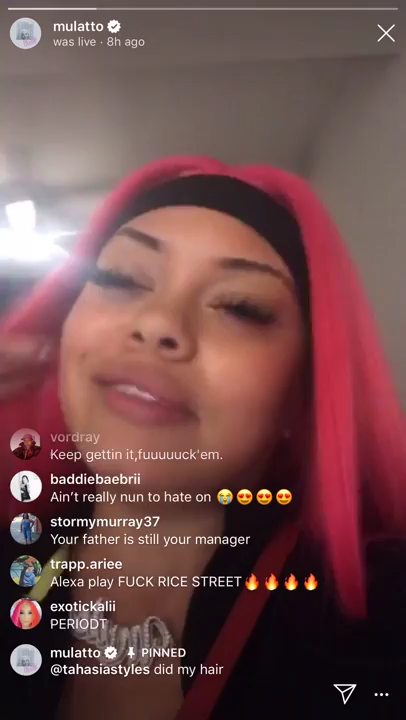 mulatto
was live · 8h ago
vordray
Keep gettin it,fuuuuuck'em.
baddiebaebrii
Ain't really nun to hate on 😭😍😍😍
stormymurray37
Your father is still your manager
trapp.ariee
Alexa play FUCK RICE STREET🔥🔥🔥🔥
exotickalii
PERIODT
mulatto PINNED
@tahasiastyles did my hair